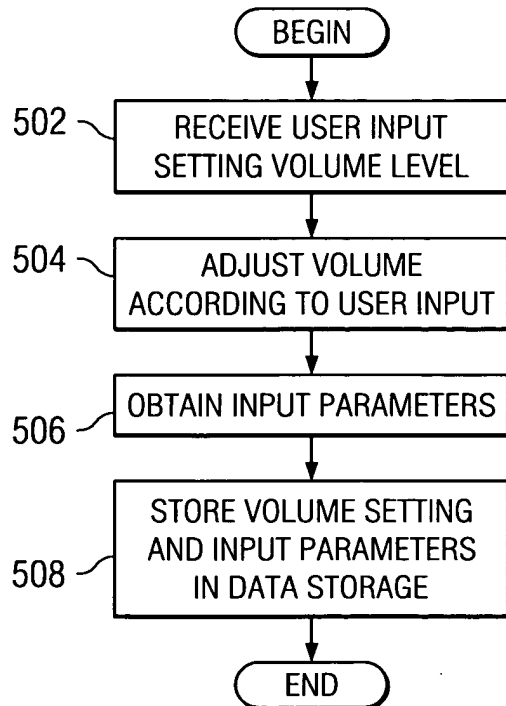 BEGIN
502
RECEIVE USER INPUT
SETTING VOLUME LEVEL
504
ADJUST VOLUME
ACCORDING TO USER INPUT
506
OBTAIN INPUT PARAMETERS
508
STORE VOLUME SETTING
AND INPUT PARAMETERS
IN DATA STORAGE
END